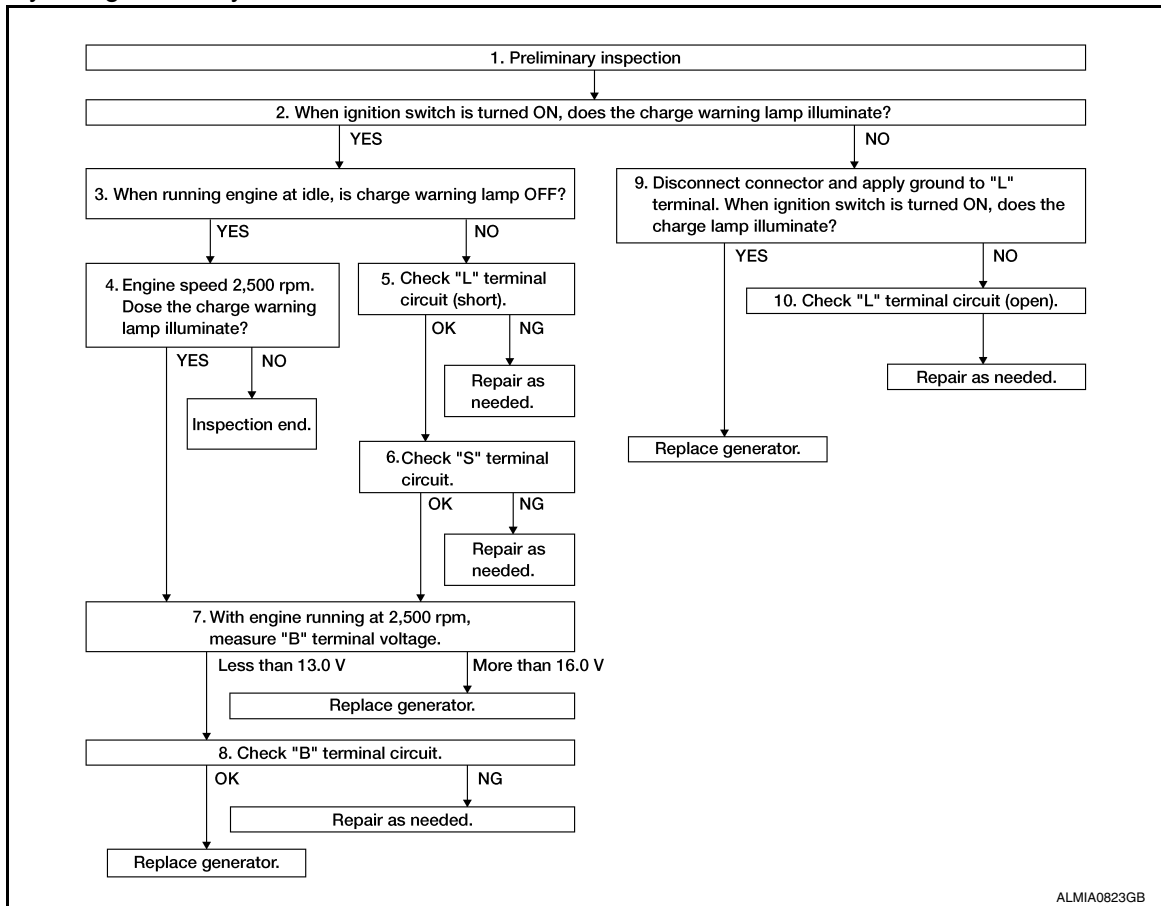 1. Preliminary inspection
2. When ignition switch is turned ON, does the charge warning lamp illuminate?
YES
NO
3. When running engine at idle, is charge warning lamp OFF?
9. Disconnect connector and apply ground to "L"
terminal. When ignition switch is turned ON, does the
charge lamp illuminate?
YES
NO
YES
NO
4. Engine speed 2,500 rpm.
Dose the charge warning
lamp illuminate?
5. Check "L" terminal
circuit (short).
10. Check "L" terminal circuit (open).
OK
NG
YES
NO
Repair as
needed.
Repair as needed.
Inspection end.
Replace generator.
6. Check "S" terminal
circuit.
OK
NG
Repair as
needed.
7. With engine running at 2,500 rpm,
measure "B" terminal voltage.
Less than 13.0 V
More than 16.0 V
Replace generator.
8. Check "B" terminal circuit.
OK
NG
Repair as needed.
Replace generator.
ALMIA0823GB